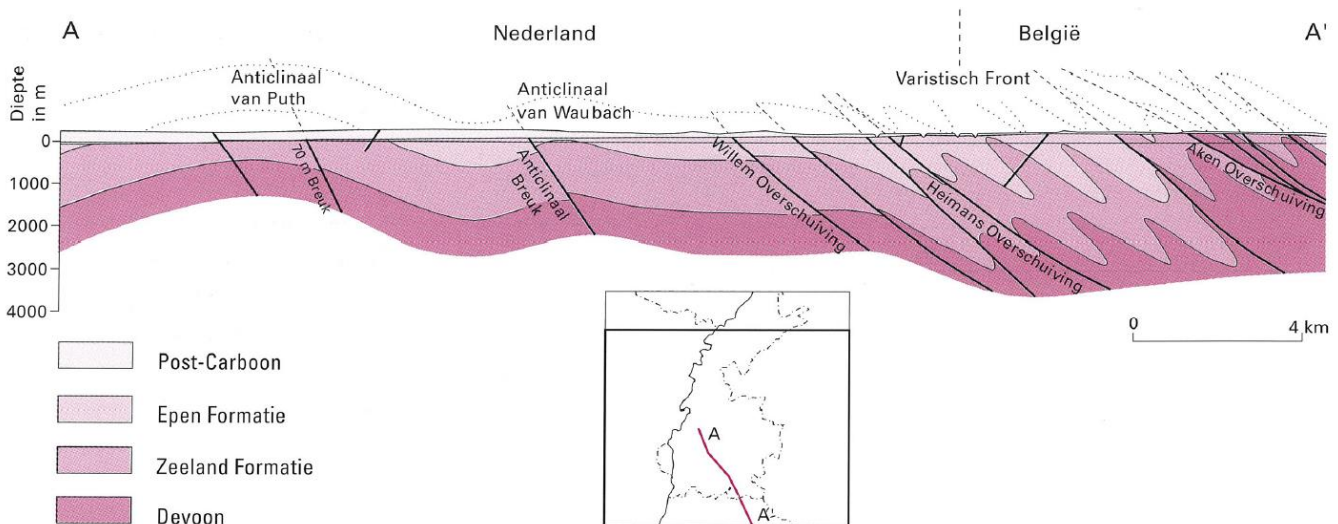 A
Nederland
België
A'
Diepte
in m
Anticlinaal
van Puth
Anticlinaal
van Waubach
Varistisch Front
0
1000
2000
3000
4000
70 m Breuk
Anticlinaal
Breuk
Willem Overschuiving
Heimans Overschuiving
Aken Overschuiving
0
4 km
Post-Carboon
Epen Formatie
Zeeland Formatie
Devoon
A
A'